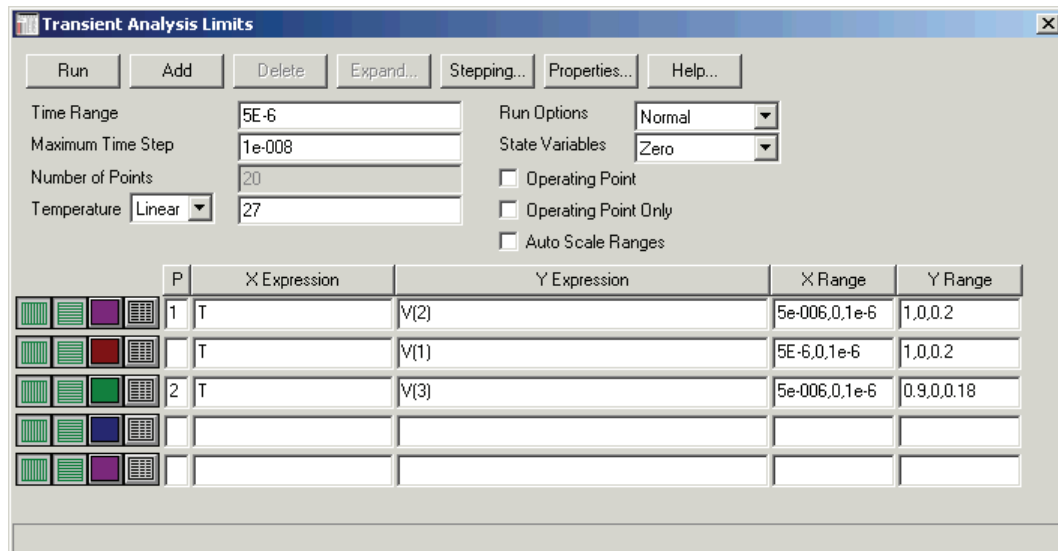 Transient Analysis Limits
Run Add Delete Expand... Stepping... Properties... Help...
Time Range 5E-6 Run Options Normal
Maximum Time Step 1e-008 State Variables Zero
Number of Points 20 Operating Point
Temperature Linear 27 Operating Point Only
Auto Scale Ranges
P X Expression Y Expression X Range Y Range
1 T V(2) 5e-006,0,1e-6 1,0,0.2
T V(1) 5E-6,0,1e-6 1,0,0.2
2 T V(3) 5e-006,0,1e-6 0.9,0,0.18